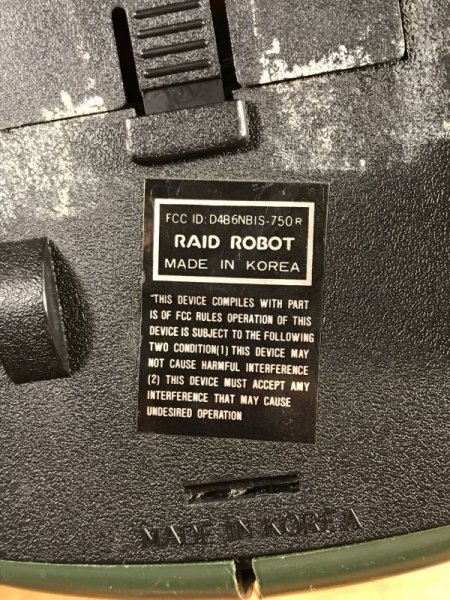 FCC ID: D4B6NBIS-750R
RAID ROBOT
MADE IN KOREA
"THIS DEVICE COMPILES WITH PART
IS OF FCC RULES OPERATION OF THIS
DEVICE IS SUBJECT TO THE FOLLOWING
TWO CONDITION(1) THIS DEVICE MAY
NOT CAUSE HARMFUL INTERFERENCE
(2) THIS DEVICE MUST ACCEPT AMY
INTERFERENCE THAT MAY CAUSE
UNDESIRED OPERATION
MADE IN KOREA